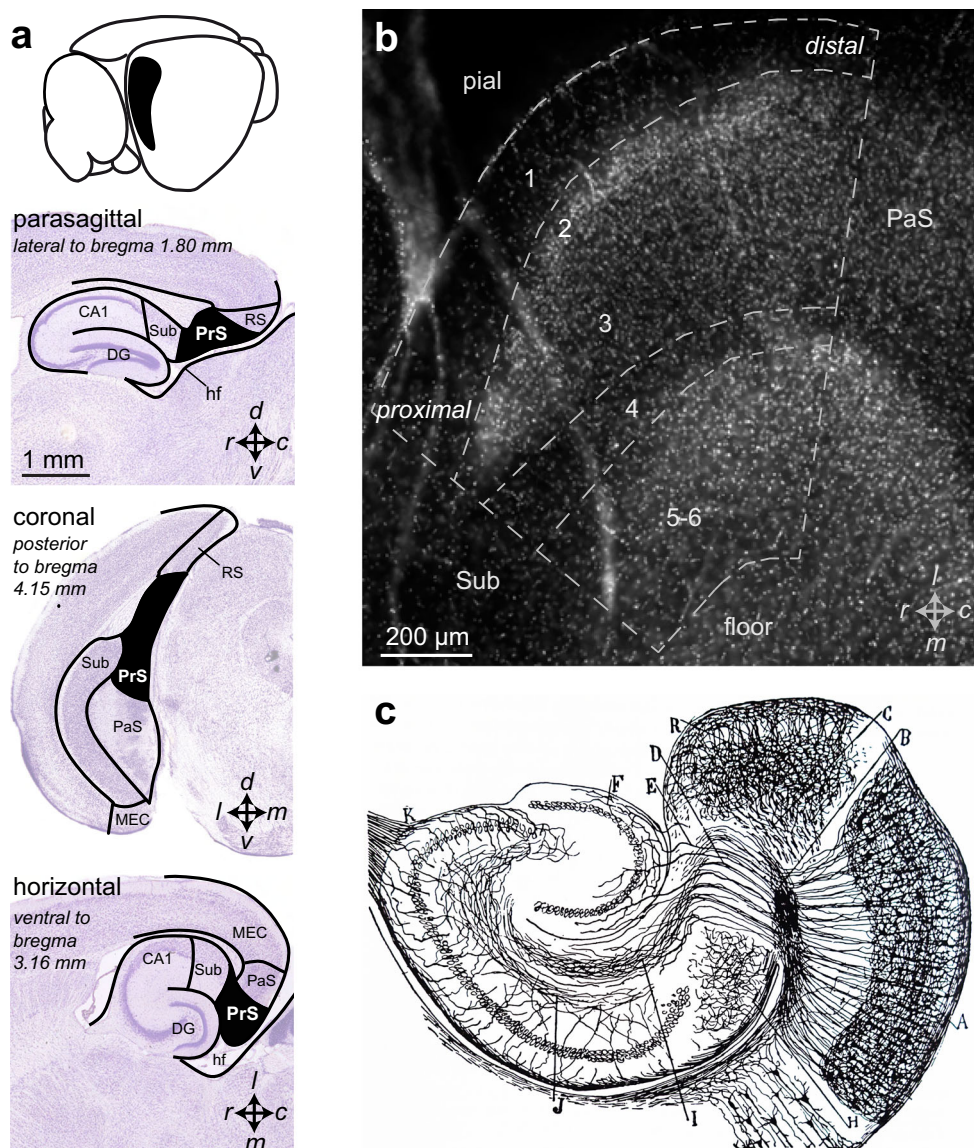 a
parasagittal
lateral to bregma 1.80 mm
CA1
Sub
PrS
RS
DG
hf
d
r c
v
1 mm
coronal
posterior
to bregma
4.15 mm
RS
Sub
PrS
PaS
MEC
d
l m
v
horizontal
ventral to
bregma
3.16 mm
MEC
CA1
Sub
PaS
PrS
DG
hf
l
r c
m
b
distal
pial
1
2
PaS
3
proximal
4
5-6
Sub
floor
l
r c
m
200 µm
c
R
C
D
B
E
F
K
A
J
I
H